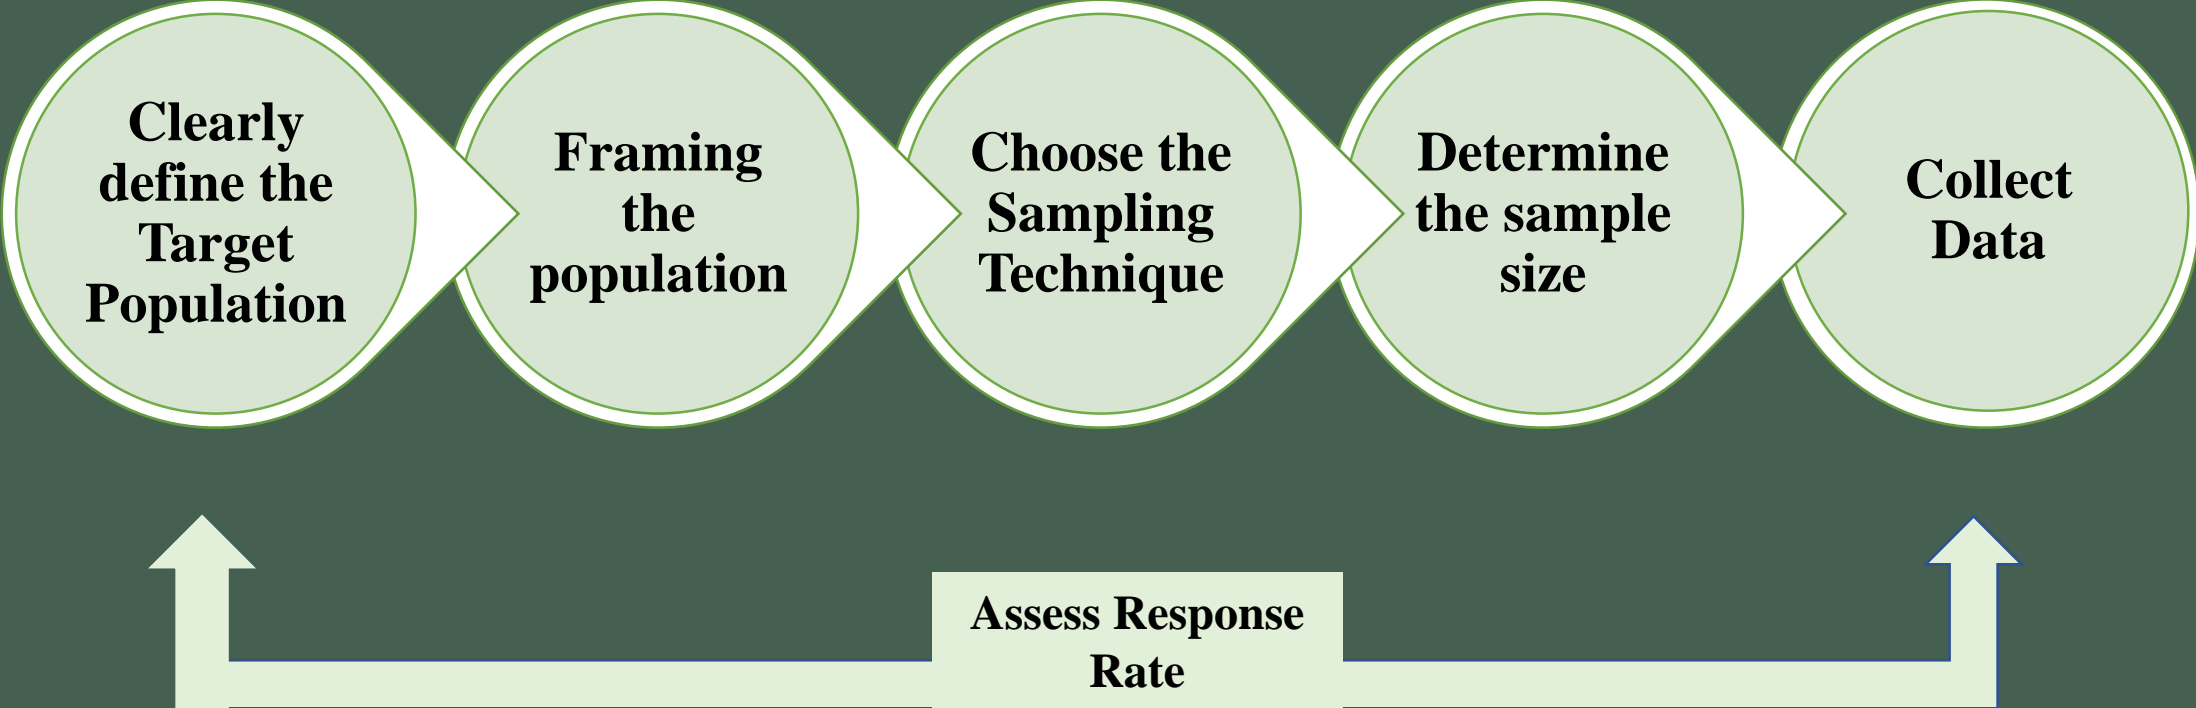 Clearly
define the
Target
Population
Framing
the
population
Choose the
Sampling
Technique
Determine
the sample
size
Collect
Data
Assess Response
Rate